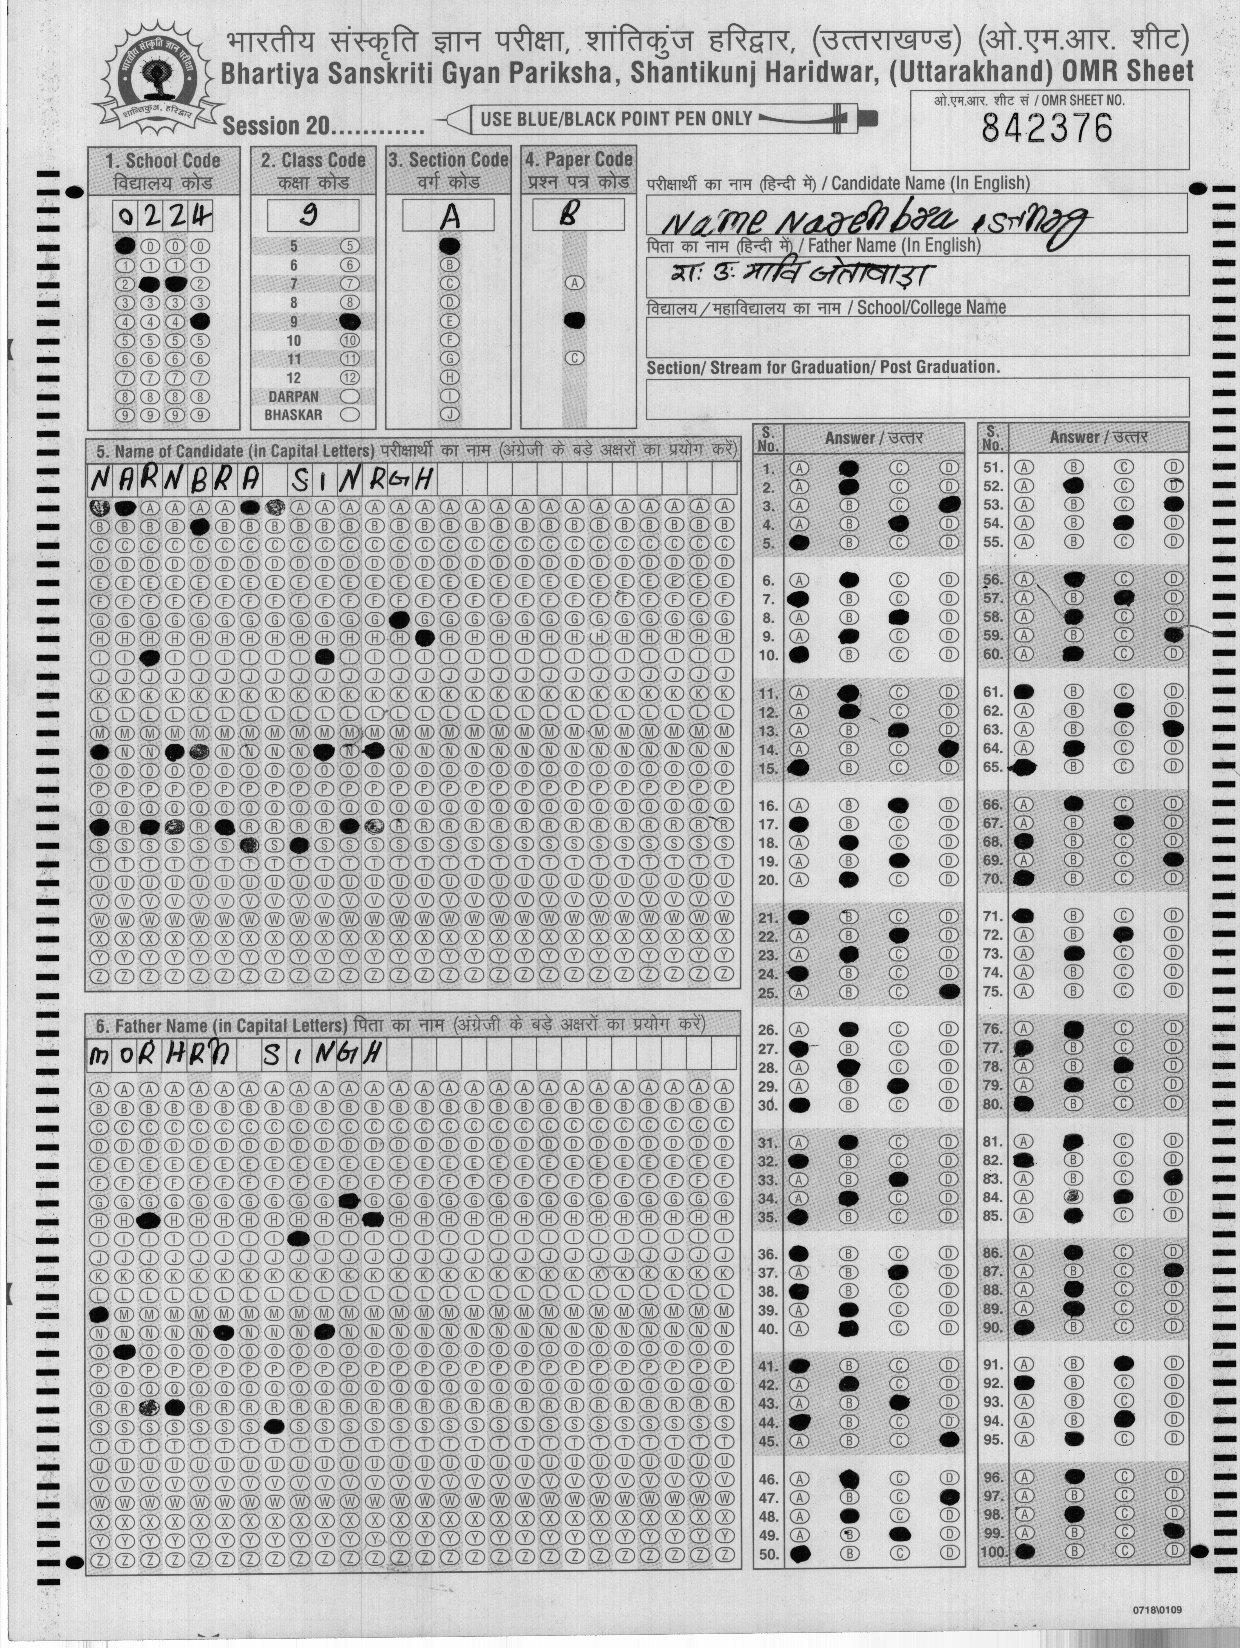 भारतीय संस्कृति ज्ञान परीक्षा, शांतिकुंज हरिद्वार, (उत्तराखण्ड) (ओ.एम.आर. शीट)
Bhartiya Sanskriti Gyan Pariksha, Shantikunj Haridwar, (Uttarakhand) OMR Sheet
शान्तिकुञ्ज, हरिद्वार
Session 20............
USE BLUE/BLACK POINT PEN ONLY
ओ.एम.आर. शीट सं / OMR SHEET NO.
842376
1. School Code
विद्यालय कोड
0224
2. Class Code
कक्षा कोड
9
5
6
7
8
9
10
11
12
DARPAN
BHASKAR
3. Section Code
वर्ग कोड
A
4. Paper Code
प्रश्न पत्र कोड
B
परीक्षार्थी का नाम (हिन्दी में) / Candidate Name (In English)
Name
पिता का नाम (हिन्दी में) / Father Name (In English)
विद्यालय / महाविद्यालय का नाम / School/College Name
Section/ Stream for Graduation/ Post Graduation.
5. Name of Candidate (in Capital Letters) परीक्षार्थी का नाम (अंग्रेजी के बड़े अक्षरों का प्रयोग करें)
NARNBRA SINRGH
6. Father Name (in Capital Letters) पिता का नाम (अंग्रेजी के बड़े अक्षरों का प्रयोग करें)
MORHRN SINGH
S. No. Answer / उत्तर
S. No. Answer / उत्तर
0718\0109